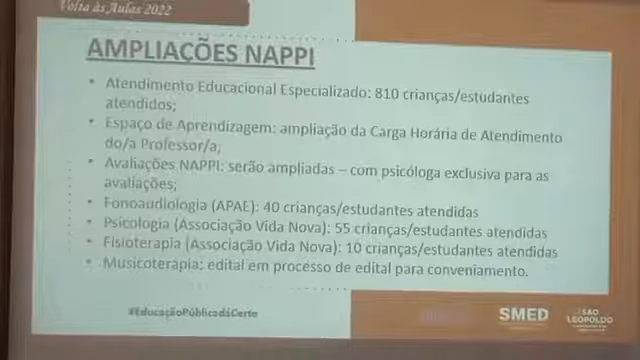 Volta às Aulas 2022
AMPLIAÇÕES NAPPI
• Atendimento Educacional Especializado: 810 crianças/estudantes
atendidos;
• Espaço de Aprendizagem: ampliação da Carga Horária de Atendimento
do/a Professor/a;
• Avaliações NAPPI: serão ampliadas – com psicóloga exclusiva para as
avaliações;
• Fonoaudiologia (APAE): 40 crianças/estudantes atendidas
• Psicologia (Associação Vida Nova): 55 crianças/estudantes atendidas
• Fisioterapia (Associação Vida Nova): 10 crianças/estudantes atendidas
• Musicoterapia: edital em processo de edital para conveniamento.
#EducaçãoPúblicadáCerto
SMED
SÃO
LEOPOLDO